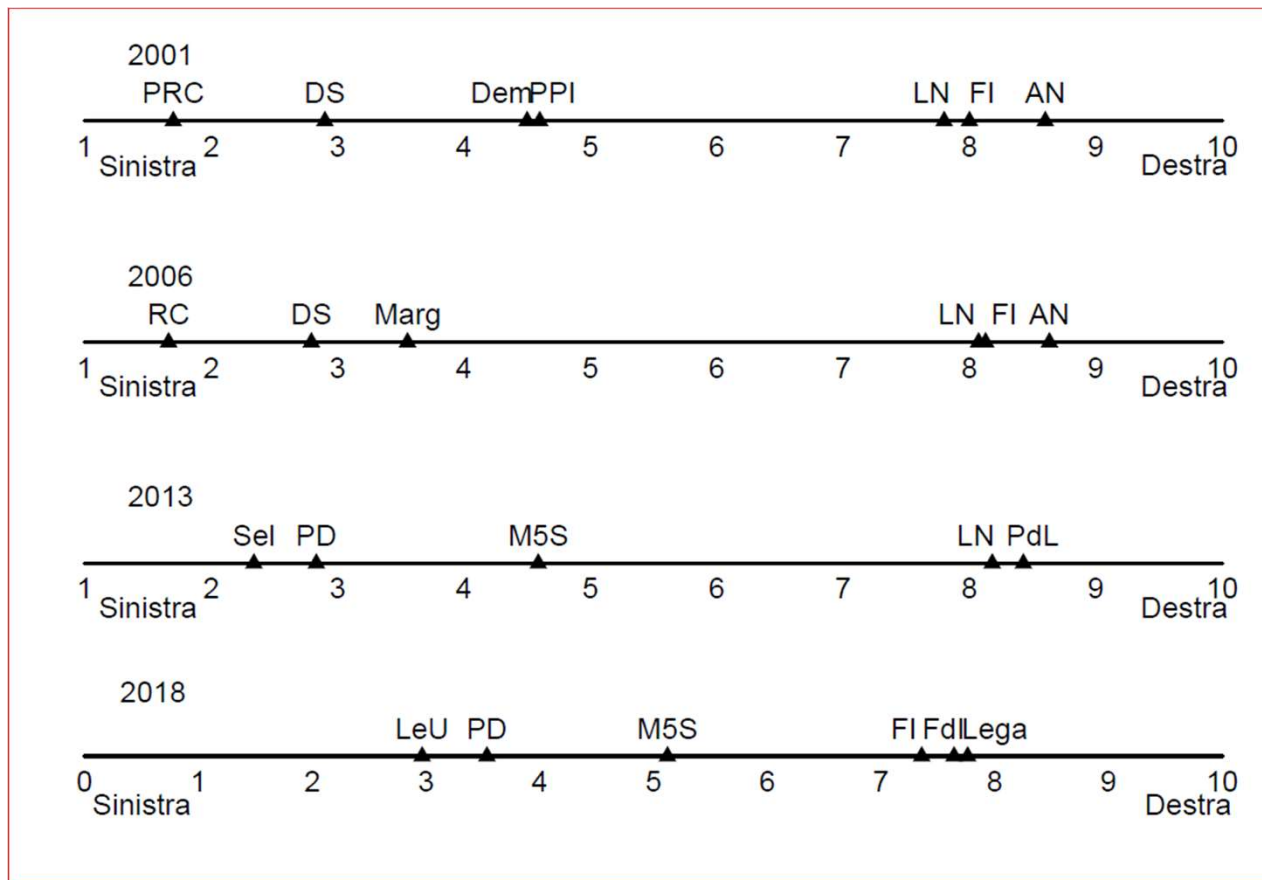 2001
PRC DS Dem PPI LN FI AN
1 2 3 4 5 6 7 8 9 10
Sinistra Destra
2006
RC DS Marg LN FI AN
1 2 3 4 5 6 7 8 9 10
Sinistra Destra
2013
Sel PD M5S LN PdL
1 2 3 4 5 6 7 8 9 10
Sinistra Destra
2018
LeU PD M5S FI FdI Lega
0 1 2 3 4 5 6 7 8 10
Sinistra Destra